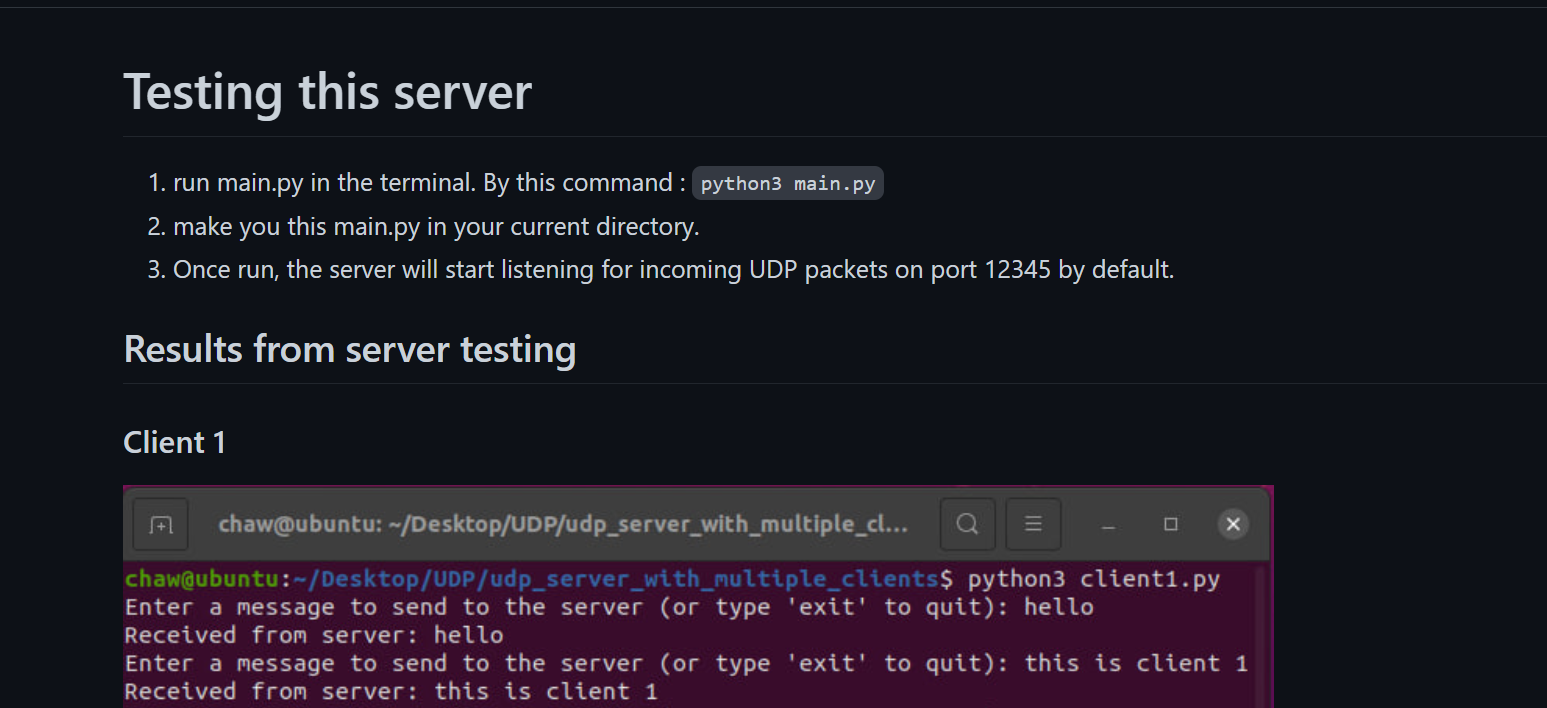 Testing this server
1. run main.py in the terminal. By this command : python3 main.py
2. make you this main.py in your current directory.
3. Once run, the server will start listening for incoming UDP packets on port 12345 by default.
Results from server testing
Client 1
chaw@ubuntu: ~/Desktop/UDP/udp_server_with_multiple_cl...
chaw@ubuntu:~/Desktop/UDP/udp_server_with_multiple_clients$ python3 client1.py
Enter a message to send to the server (or type 'exit' to quit): hello
Received from server: hello
Enter a message to send to the server (or type 'exit' to quit): this is client 1
Received from server: this is client 1